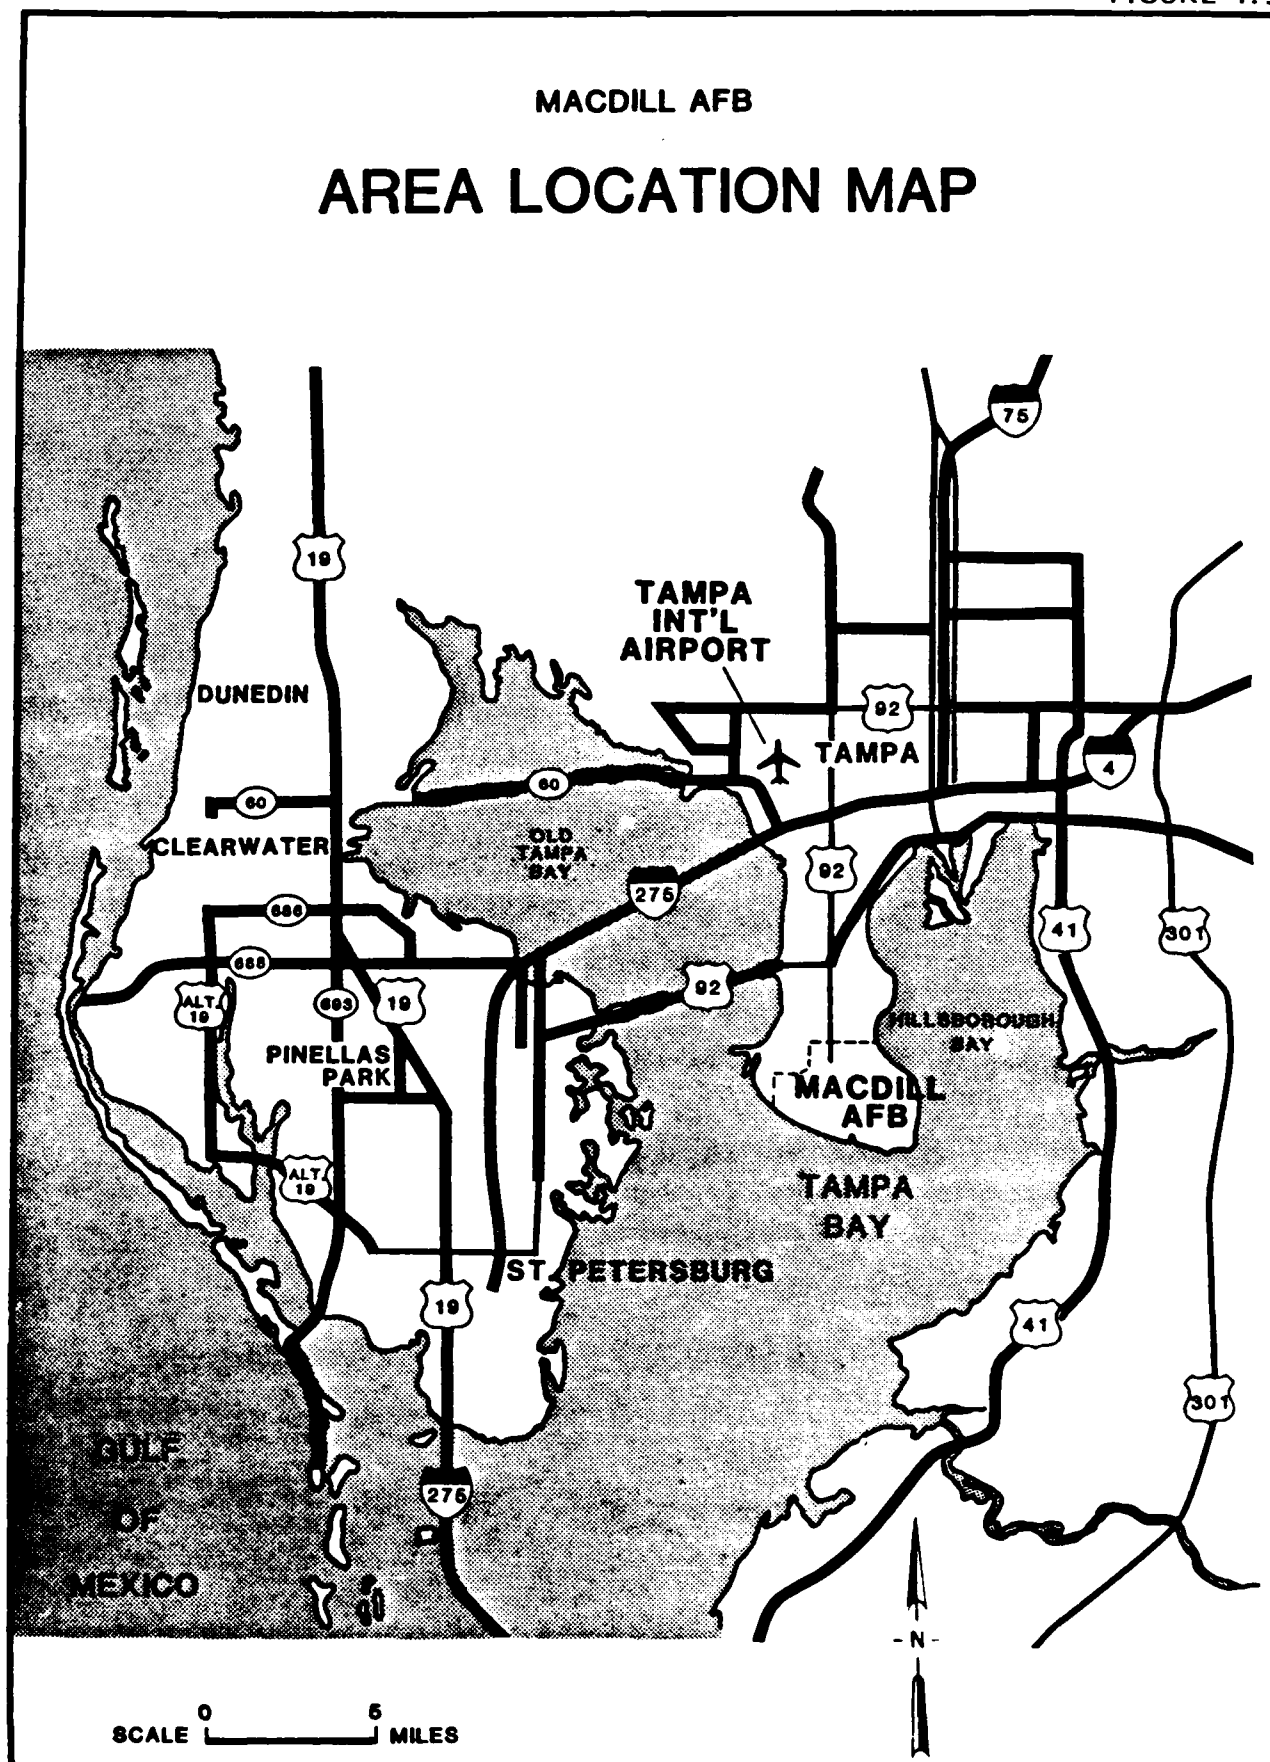 MACDILL AFB
AREA LOCATION MAP
75
19
TAMPA
INT'L
AIRPORT
DUNEDIN
92
TAMPA
4
60
60
CLEARWATER
OLD
TAMPA
BAY
92
275
686
41
301
688
92
ALT.
19
693
19
HILLSBOROUGH
BAY
PINELLAS
PARK
MACDILL
AFB
ALT.
19
TAMPA
BAY
ST. PETERSBURG
19
41
301
GULF
OF
MEXICO
275
- N -
0 5
SCALE MILES